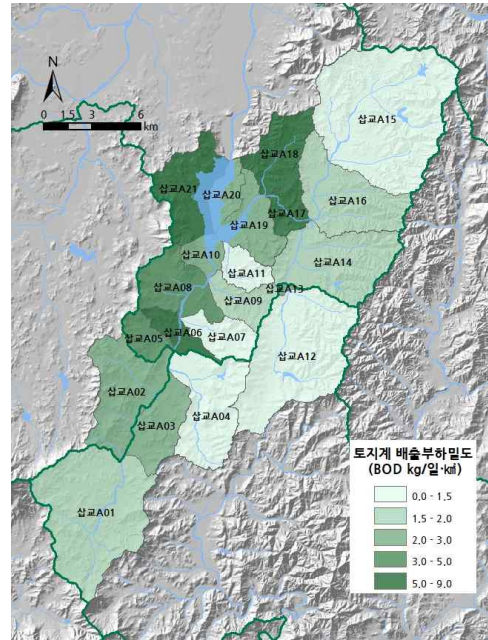 N
0 1.5 3 6
km
삽교A15
삽교A18
삽교A21
삽교A20
삽교A16
삽교A17
삽교A19
삽교A10
삽교A11
삽교A14
삽교A08
삽교A13
삽교A09
삽교A05
삽교A06
삽교A07
삽교A12
삽교A02
삽교A04
삽교A03
삽교A01
토지계 배출부하밀도
(BOD kg/일·㎢)
0.0 - 1.5
1.5 - 2.0
2.0 - 3.0
3.0 - 5.0
5.0 - 9.0